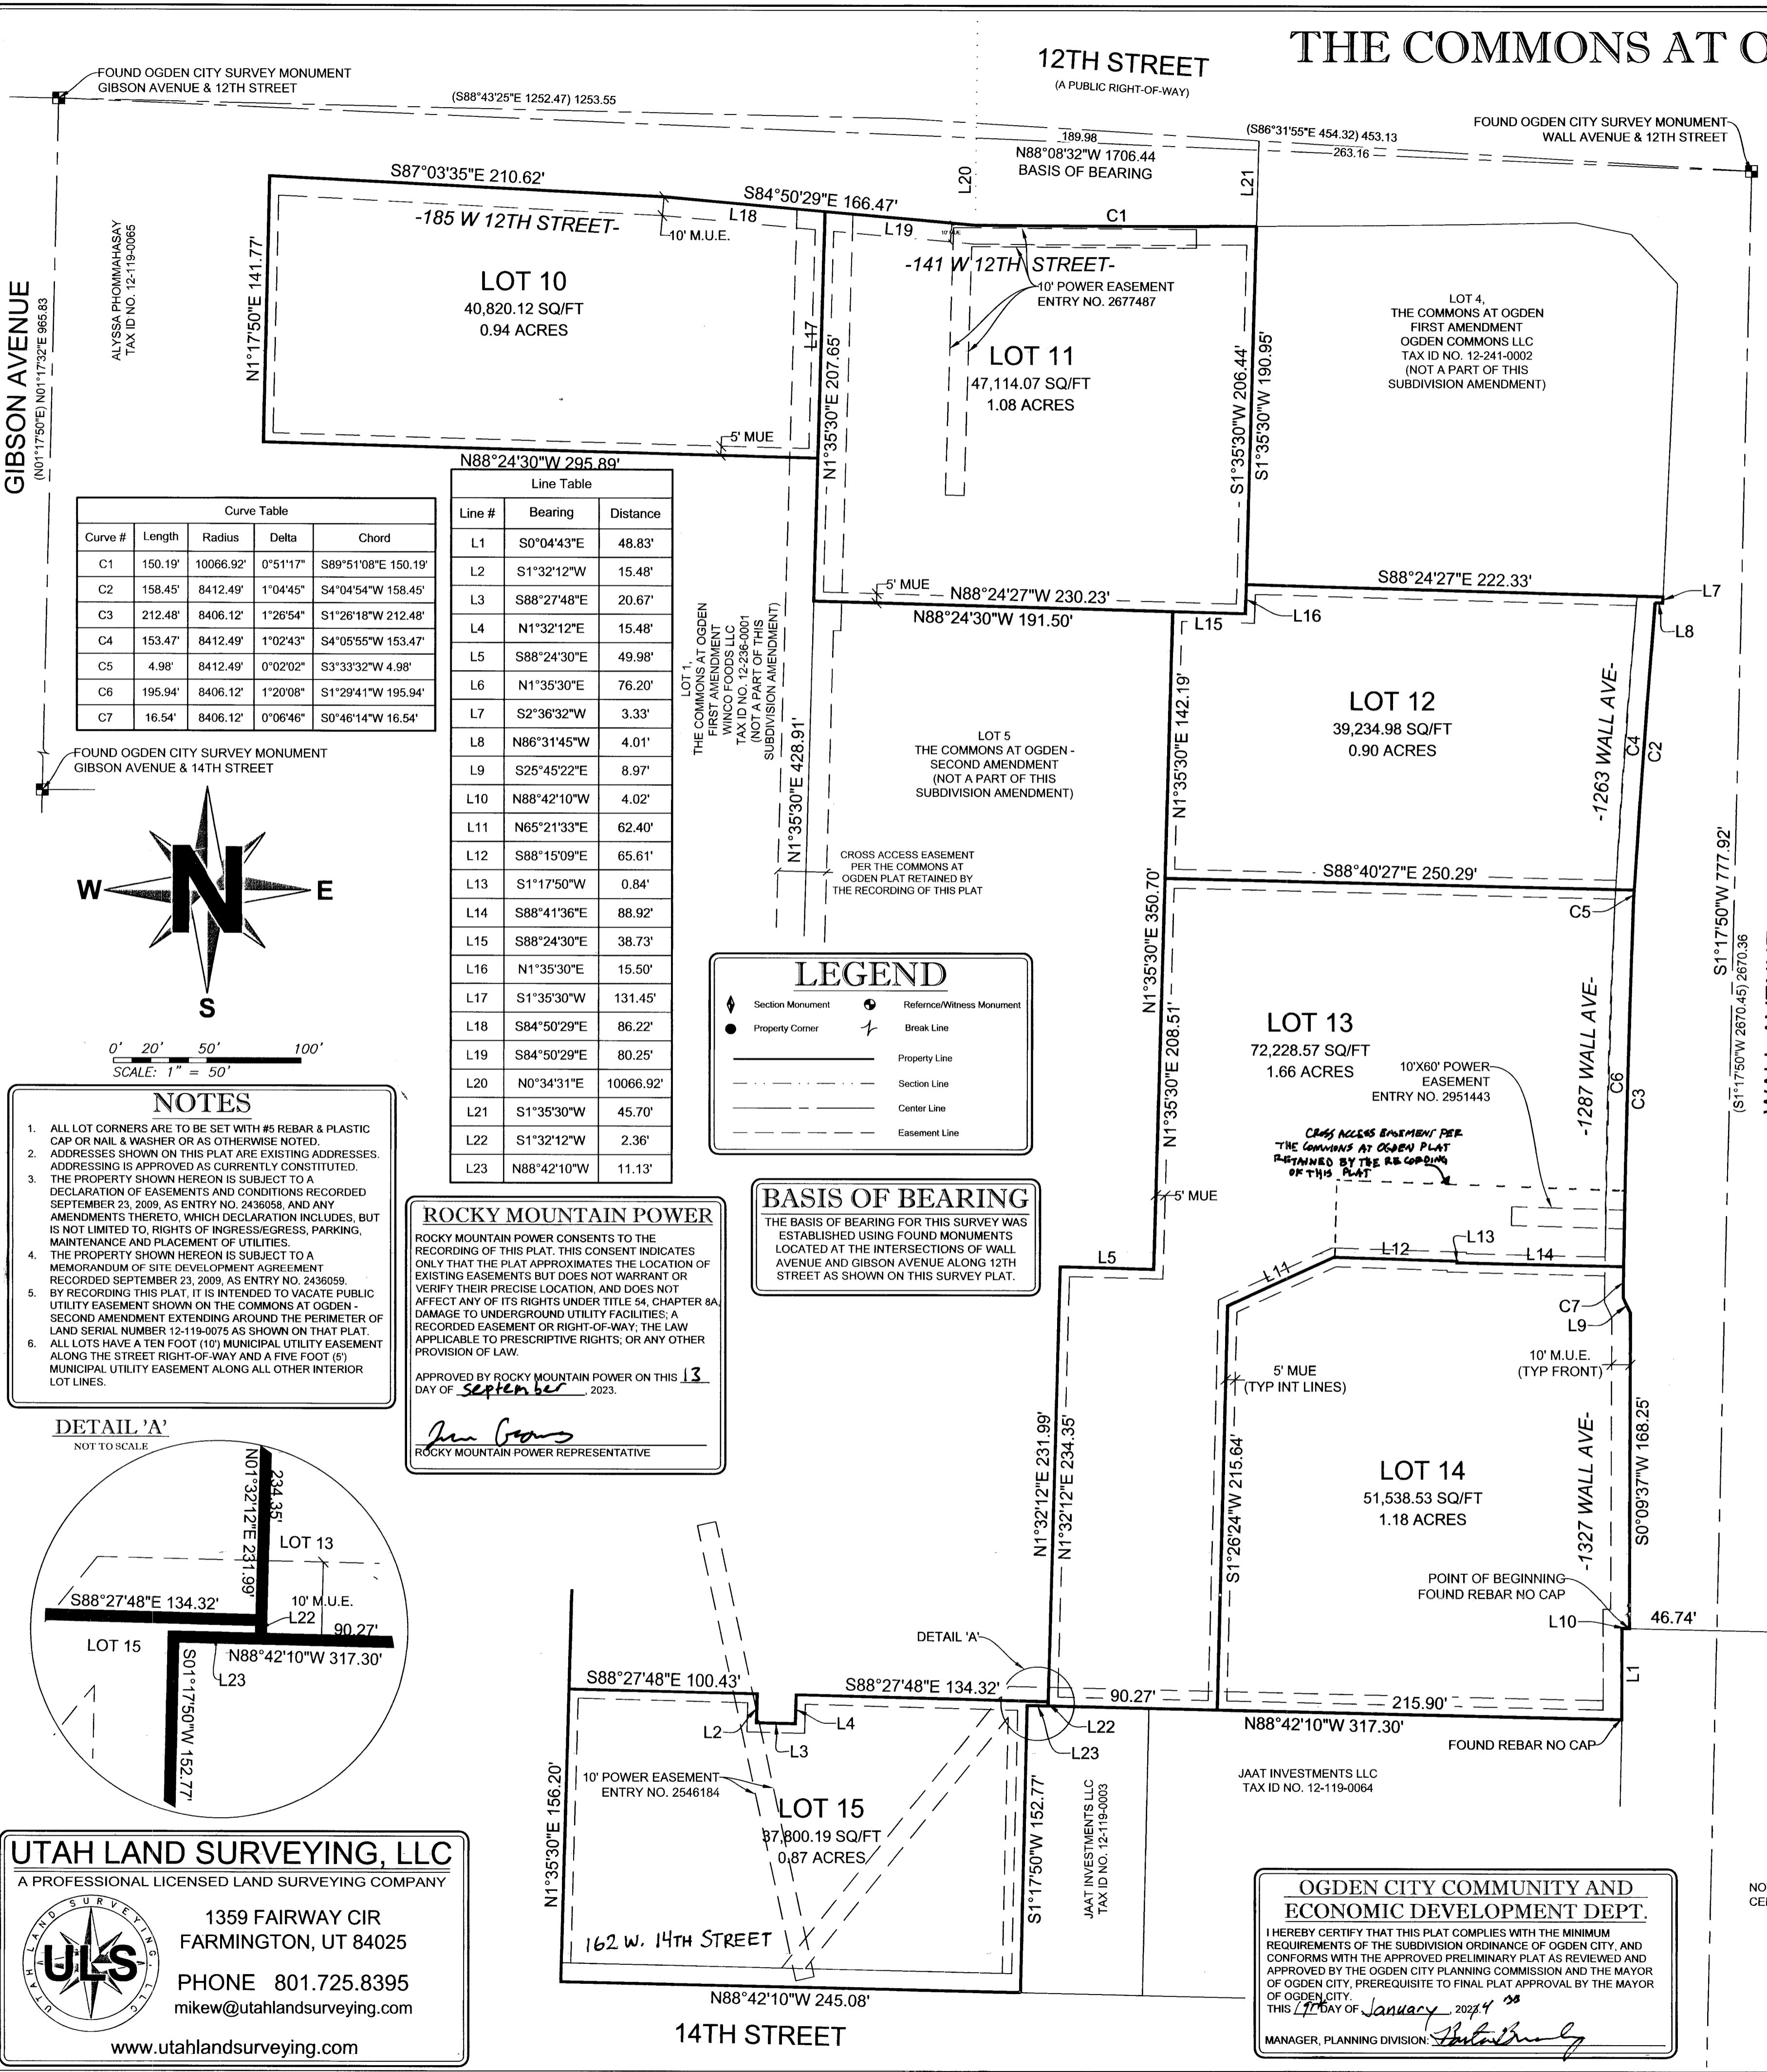 THE COMMONS AT O
12TH STREET
(A PUBLIC RIGHT-OF-WAY)
FOUND OGDEN CITY SURVEY MONUMENT
GIBSON AVENUE & 12TH STREET
(S88°43'25"E 1252.47) 1253.55
(S86°31'55"E 454.32) 453.13
FOUND OGDEN CITY SURVEY MONUMENT
WALL AVENUE & 12TH STREET
189.98
263.16
N88°08'32"W 1706.44
BASIS OF BEARING
L20
L21
S87°03'35"E 210.62'
S84°50'29"E 166.47'
L18
C1
-185 W 12TH STREET-
10' M.U.E.
L19
-141 W 12TH STREET-
10' POWER EASEMENT
ENTRY NO. 2677487
GIBSON AVENUE
(N01°17'50"E) N01°17'32"E 965.83
ALYSSA PHOMMAHASAY
TAX ID NO. 12-119-0065
N1°17'50"E 141.77'
LOT 10
40,820.12 SQ/FT
0.94 ACRES
L17
N1°35'30"E 207.65'
LOT 11
47,114.07 SQ/FT
1.08 ACRES
S1°35'30"W 206.44'
S1°35'30"W 190.95'
LOT 4,
THE COMMONS AT OGDEN
FIRST AMENDMENT
OGDEN COMMONS LLC
TAX ID NO. 12-241-0002
(NOT A PART OF THIS
SUBDIVISION AMENDMENT)
5' MUE
N88°24'30"W 295.89'
Curve Table
Curve # Length Radius Delta Chord
C1 150.19' 10066.92' 0°51'17" S89°51'08"E 150.19'
C2 158.45' 8412.49' 1°04'45" S4°04'54"W 158.45'
C3 212.48' 8406.12' 1°26'54" S1°26'18"W 212.48'
C4 153.47' 8412.49' 1°02'43" S4°05'55"W 153.47'
C5 4.98' 8412.49' 0°02'02" S3°33'32"W 4.98'
C6 195.94' 8406.12' 1°20'08" S1°29'41"W 195.94'
C7 16.54' 8406.12' 0°06'46" S0°46'14"W 16.54'
Line Table
Line # Bearing Distance
L1 S0°04'43"E 48.83'
L2 S1°32'12"W 15.48'
L3 S88°27'48"E 20.67'
L4 N1°32'12"E 15.48'
L5 S88°24'30"E 49.98'
L6 N1°35'30"E 76.20'
L7 S2°36'32"W 3.33'
L8 N86°31'45"W 4.01'
L9 S25°45'22"E 8.97'
L10 N88°42'10"W 4.02'
L11 N65°21'33"E 62.40'
L12 S88°15'09"E 65.61'
L13 S1°17'50"W 0.84'
L14 S88°41'36"E 88.92'
L15 S88°24'30"E 38.73'
L16 N1°35'30"E 15.50'
L17 S1°35'30"W 131.45'
L18 S84°50'29"E 86.22'
L19 S84°50'29"E 80.25'
L20 N0°34'31"E 10066.92'
L21 S1°35'30"W 45.70'
L22 S1°32'12"W 2.36'
L23 N88°42'10"W 11.13'
5' MUE
N88°24'27"W 230.23'
N88°24'30"W 191.50'
S88°24'27"E 222.33'
L7
L8
L15
L16
LOT 1,
THE COMMONS AT OGDEN
FIRST AMENDMENT
WINCO FOODS LLC
TAX ID NO. 12-236-0001
(NOT A PART OF THIS
SUBDIVISION AMENDMENT)
N1°35'30"E 428.91'
LOT 5
THE COMMONS AT OGDEN -
SECOND AMENDMENT
(NOT A PART OF THIS
SUBDIVISION AMENDMENT)
CROSS ACCESS EASEMENT
PER THE COMMONS AT
OGDEN PLAT RETAINED BY
THE RECORDING OF THIS PLAT
N1°35'30"E 142.19'
LOT 12
39,234.98 SQ/FT
0.90 ACRES
-1263 WALL AVE-
C4
C2
S88°40'27"E 250.29'
C5
S1°17'50"W 777.92'
(S1°17'50"W 2670.45) 2670.36
FOUND OGDEN CITY SURVEY MONUMENT
GIBSON AVENUE & 14TH STREET
N
W
E
S
0' 20' 50' 100'
SCALE: 1" = 50'
LEGEND
Section Monument
Refernce/Witness Monument
Property Corner
Break Line
Property Line
Section Line
Center Line
Easement Line
N1°35'30"E 350.70'
N1°35'30"E 208.51'
LOT 13
72,228.57 SQ/FT
1.66 ACRES
-1287 WALL AVE-
C6
C3
10'X60' POWER
EASEMENT
ENTRY NO. 2951443
CROSS ACCESS EASEMENT PER
THE COMMONS AT OGDEN PLAT
RETAINED BY THE RECORDING
OF THIS PLAT
5' MUE
L5
L11
L12
L13
L14
C7
L9
NOTES
1. ALL LOT CORNERS ARE TO BE SET WITH #5 REBAR & PLASTIC
CAP OR NAIL & WASHER OR AS OTHERWISE NOTED.
2. ADDRESSES SHOWN ON THIS PLAT ARE EXISTING ADDRESSES.
ADDRESSING IS APPROVED AS CURRENTLY CONSTITUTED.
3. THE PROPERTY SHOWN HEREON IS SUBJECT TO A
DECLARATION OF EASEMENTS AND CONDITIONS RECORDED
SEPTEMBER 23, 2009, AS ENTRY NO. 2436058, AND ANY
AMENDMENTS THERETO, WHICH DECLARATION INCLUDES, BUT
IS NOT LIMITED TO, RIGHTS OF INGRESS/EGRESS, PARKING,
MAINTENANCE AND PLACEMENT OF UTILITIES.
4. THE PROPERTY SHOWN HEREON IS SUBJECT TO A
MEMORANDUM OF SITE DEVELOPMENT AGREEMENT
RECORDED SEPTEMBER 23, 2009, AS ENTRY NO. 2436059.
5. BY RECORDING THIS PLAT, IT IS INTENDED TO VACATE PUBLIC
UTILITY EASEMENT SHOWN ON THE COMMONS AT OGDEN -
SECOND AMENDMENT EXTENDING AROUND THE PERIMETER OF
LAND SERIAL NUMBER 12-119-0075 AS SHOWN ON THAT PLAT.
6. ALL LOTS HAVE A TEN FOOT (10') MUNICIPAL UTILITY EASEMENT
ALONG THE STREET RIGHT-OF-WAY AND A FIVE FOOT (5')
MUNICIPAL UTILITY EASEMENT ALONG ALL OTHER INTERIOR
LOT LINES.
ROCKY MOUNTAIN POWER
ROCKY MOUNTAIN POWER CONSENTS TO THE
RECORDING OF THIS PLAT. THIS CONSENT INDICATES
ONLY THAT THE PLAT APPROXIMATES THE LOCATION OF
EXISTING EASEMENTS BUT DOES NOT WARRANT OR
VERIFY THEIR PRECISE LOCATION, AND DOES NOT
AFFECT ANY OF ITS RIGHTS UNDER TITLE 54, CHAPTER 8A,
DAMAGE TO UNDERGROUND UTILITY FACILITIES; A
RECORDED EASEMENT OR RIGHT-OF-WAY; THE LAW
APPLICABLE TO PRESCRIPTIVE RIGHTS; OR ANY OTHER
PROVISION OF LAW.
APPROVED BY ROCKY MOUNTAIN POWER ON THIS 13
DAY OF september, 2023.
ROCKY MOUNTAIN POWER REPRESENTATIVE
BASIS OF BEARING
THE BASIS OF BEARING FOR THIS SURVEY WAS
ESTABLISHED USING FOUND MONUMENTS
LOCATED AT THE INTERSECTIONS OF WALL
AVENUE AND GIBSON AVENUE ALONG 12TH
STREET AS SHOWN ON THIS SURVEY PLAT.
5' MUE
(TYP INT LINES)
10' M.U.E.
(TYP FRONT)
N1°32'12"E 231.99'
N1°32'12"E 234.35'
S1°26'24"W 215.64'
LOT 14
51,538.53 SQ/FT
1.18 ACRES
-1327 WALL AVE-
S0°09'37"W 168.25'
POINT OF BEGINNING
FOUND REBAR NO CAP
L10
46.74'
L1
DETAIL 'A'
NOT TO SCALE
N01°32'12"E 231.99'
234.35'
LOT 13
S88°27'48"E 134.32'
10' M.U.E.
L22
90.27'
LOT 15
N88°42'10"W 317.30'
L23
S01°17'50"W 152.77'
DETAIL 'A'
S88°27'48"E 100.43'
S88°27'48"E 134.32'
90.27'
215.90'
L2
L4
L3
L22
L23
N88°42'10"W 317.30'
FOUND REBAR NO CAP
10' POWER EASEMENT
ENTRY NO. 2546184
N1°35'30"E 156.20'
LOT 15
37,800.19 SQ/FT
0.87 ACRES
S1°17'50"W 152.77'
JAAT INVESTMENTS LLC
TAX ID NO. 12-119-0003
JAAT INVESTMENTS LLC
TAX ID NO. 12-119-0064
162 W. 14TH STREET
N88°42'10"W 245.08'
14TH STREET
UTAH LAND SURVEYING, LLC
A PROFESSIONAL LICENSED LAND SURVEYING COMPANY
UTAH LAND SURVEYING, LLC
ULS
1359 FAIRWAY CIR
FARMINGTON, UT 84025
PHONE 801.725.8395
mikew@utahlandsurveying.com
www.utahlandsurveying.com
OGDEN CITY COMMUNITY AND
ECONOMIC DEVELOPMENT DEPT.
I HEREBY CERTIFY THAT THIS PLAT COMPLIES WITH THE MINIMUM
REQUIREMENTS OF THE SUBDIVISION ORDINANCE OF OGDEN CITY, AND
CONFORMS WITH THE APPROVED PRELIMINARY PLAT AS REVIEWED AND
APPROVED BY THE OGDEN CITY PLANNING COMMISSION AND THE MAYOR
OF OGDEN CITY, PREREQUISITE TO FINAL PLAT APPROVAL BY THE MAYOR
OF OGDEN CITY.
THIS DAY OF January, 202
MANAGER, PLANNING DIVISION:
NO
CE